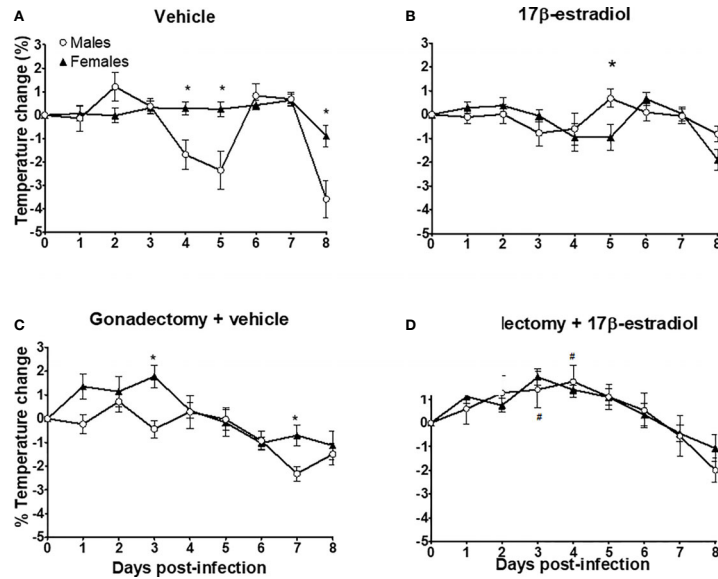 A
Vehicle
Males
Females
Temperature change (%)
3
2
1
0
-1
-2
-3
-4
-5
* * *
0 1 2 3 4 5 6 7 8
B
17β-estradiol
3
2
1
0
-1
-2
-3
-4
-5
*
0 1 2 3 4 5 6 7 8
C
Gonadectomy + vehicle
% Temperature change
3
2
1
0
-1
-2
-3
-4
-5
* *
0 1 2 3 4 5 6 7 8
Days post-infection
D
lectomy + 17β-estradiol
1
0
-1
-2
-3
-4
-5
#
#
0 1 2 3 4 5 6 7 8
Days post-infection